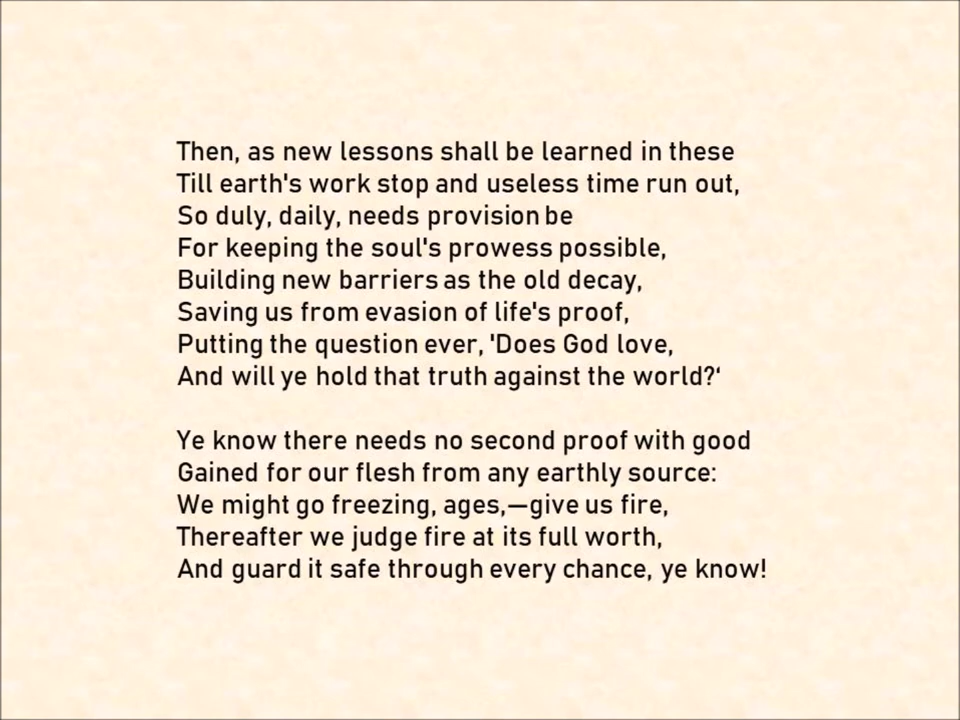 Then, as new lessons shall be learned in these
Till earth's work stop and useless time run out,
So duly, daily, needs provision be
For keeping the soul's prowess possible,
Building new barriers as the old decay,
Saving us from evasion of life's proof,
Putting the question ever, 'Does God love,
And will ye hold that truth against the world?‘

Ye know there needs no second proof with good
Gained for our flesh from any earthly source:
We might go freezing, ages,—give us fire,
Thereafter we judge fire at its full worth,
And guard it safe through every chance, ye know!